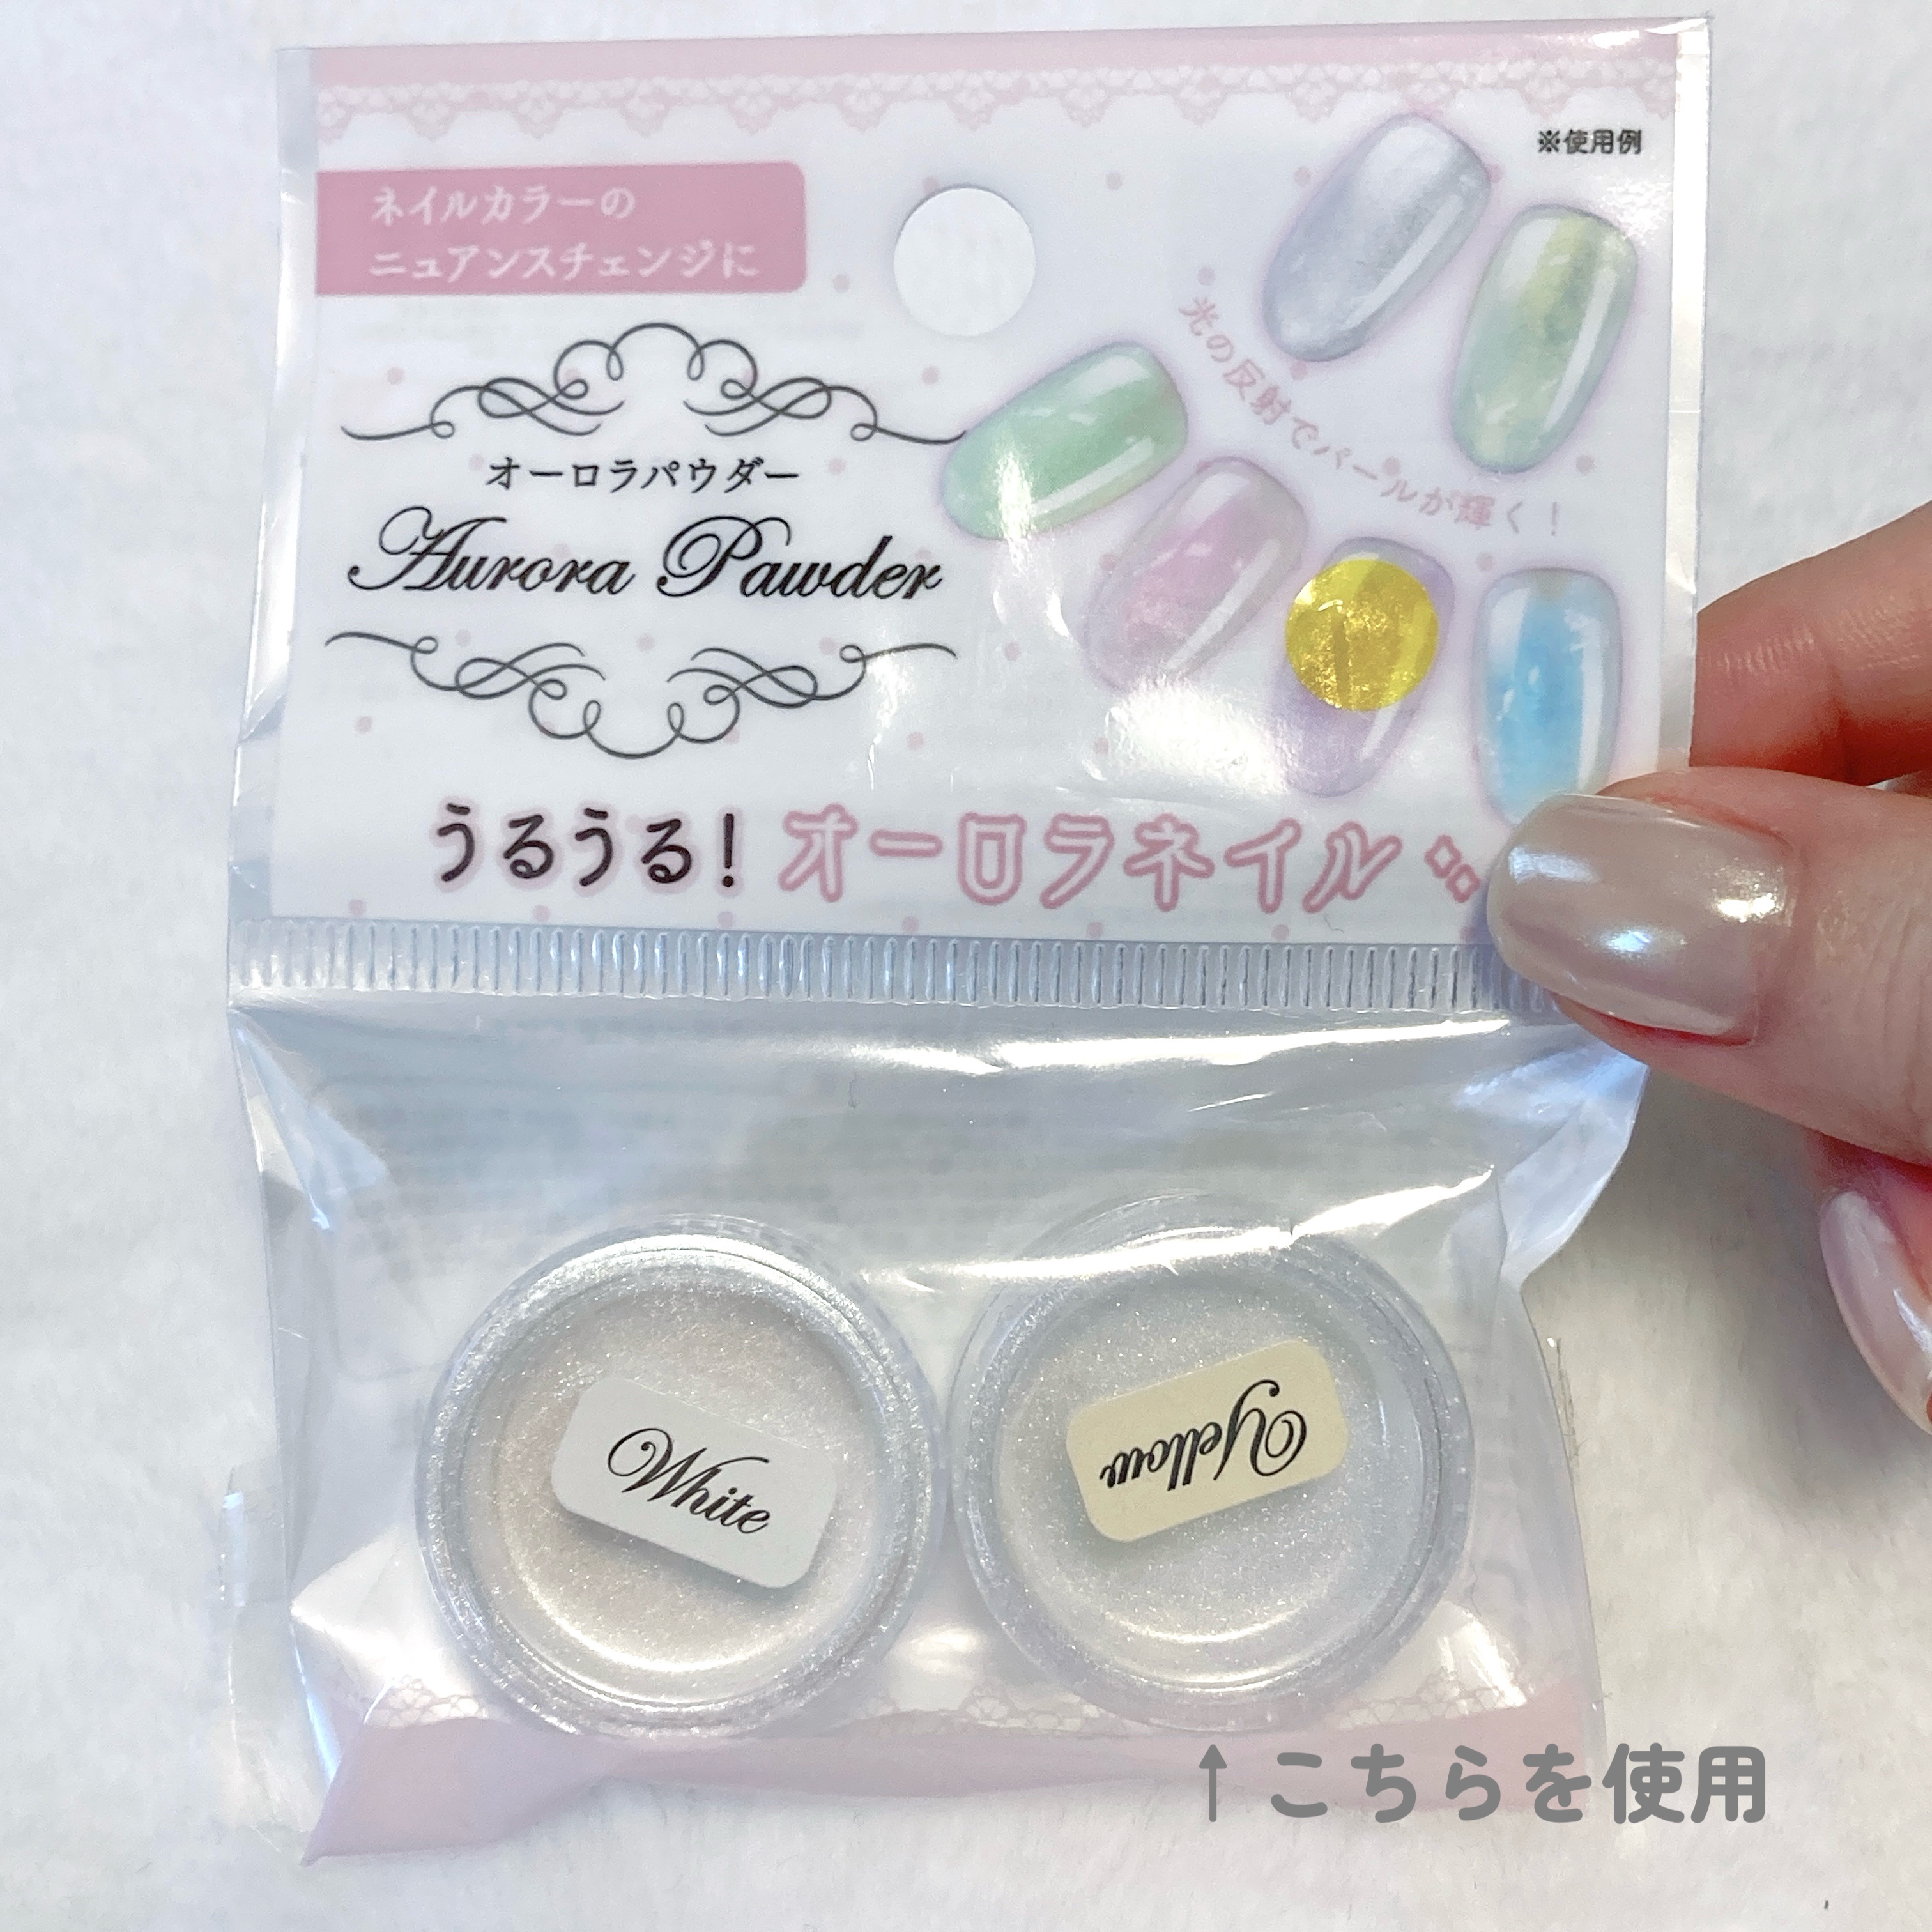 ※使用例
ネイルカラーの
ニュアンスチェンジに
光の反射でパールが輝く!
オーロラパウダー
Aurora Pawder
うるうる!オーロラネイル
White
Yellow
↑こちらを使用